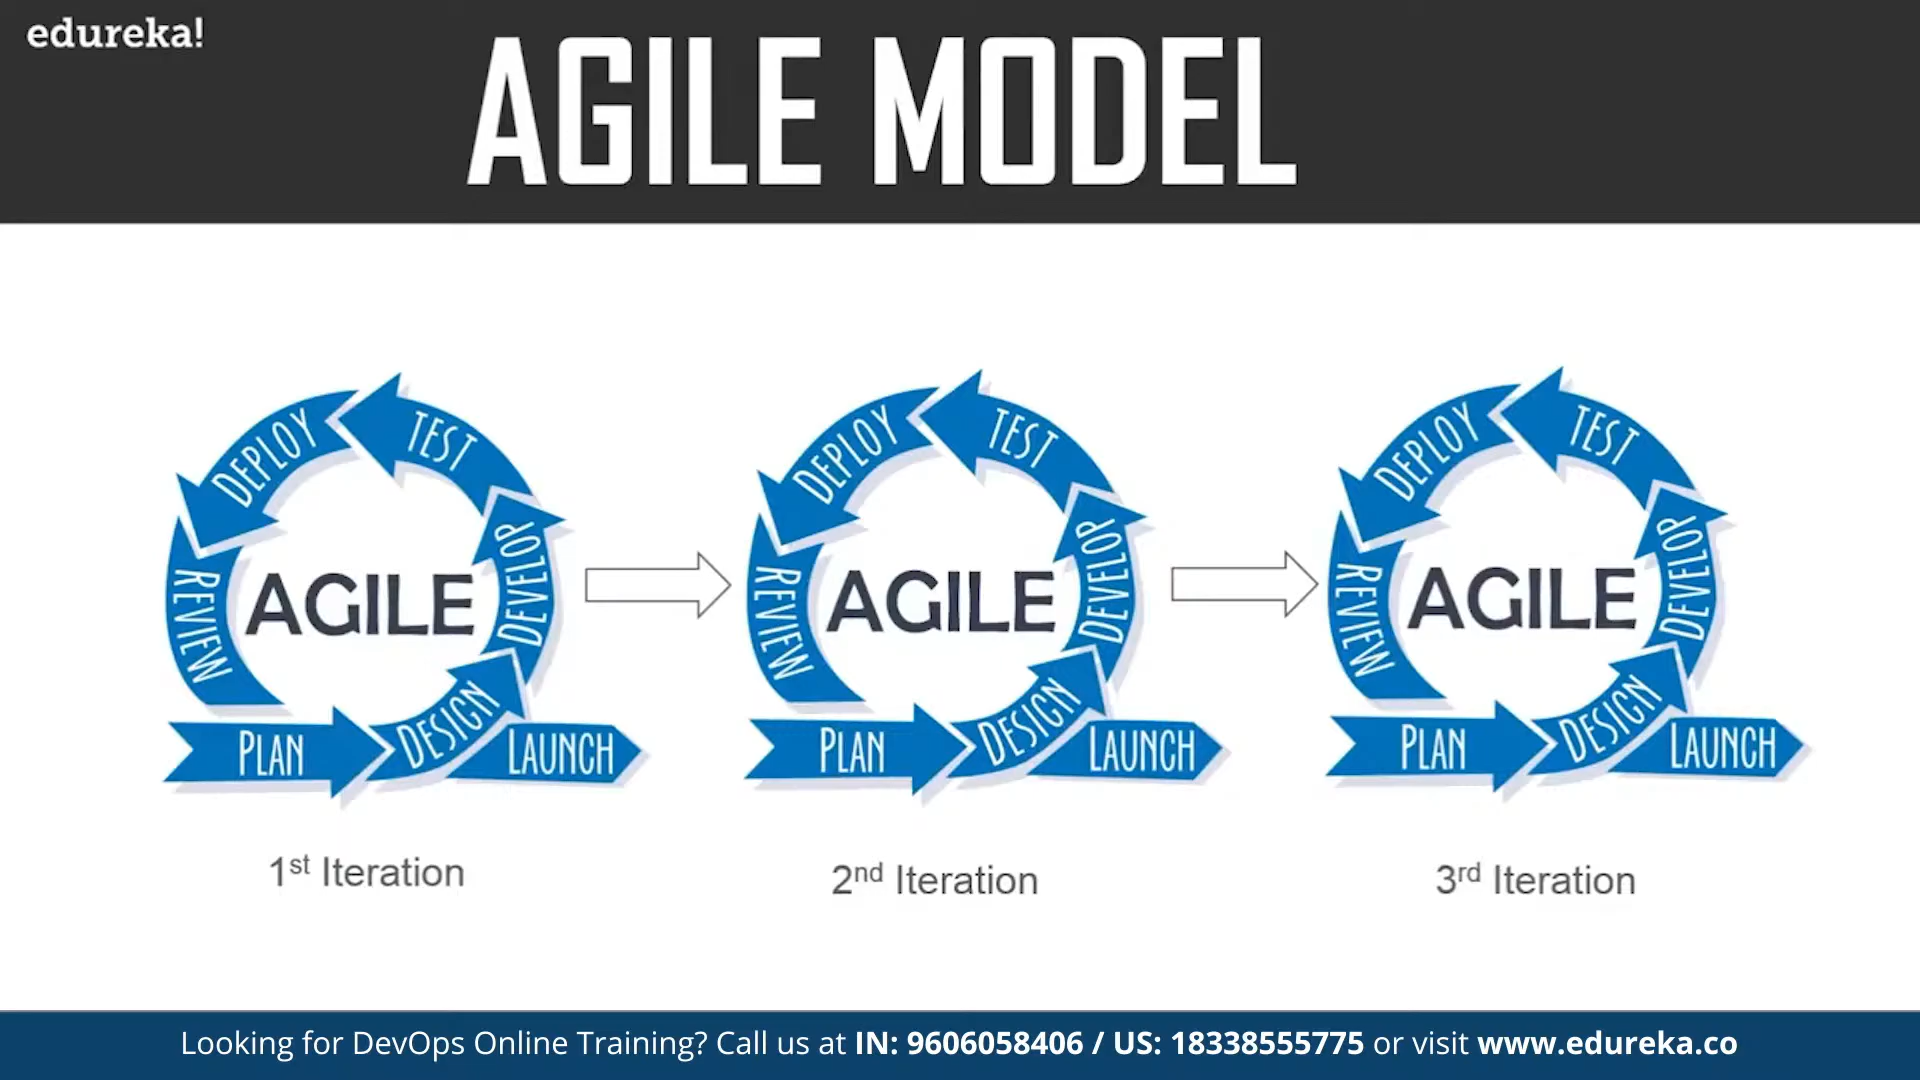 edureka!
AGILE MODEL
DEPLOY
TEST
REVIEW
AGILE
DEVELOP
PLAN
DESIGN
LAUNCH
1st Iteration
DEPLOY
TEST
REVIEW
AGILE
DEVELOP
PLAN
DESIGN
LAUNCH
2nd Iteration
DEPLOY
TEST
REVIEW
AGILE
DEVELOP
PLAN
DESIGN
LAUNCH
3rd Iteration
Looking for DevOps Online Training? Call us at IN: 9606058406 / US: 18338555775 or visit www.edureka.co